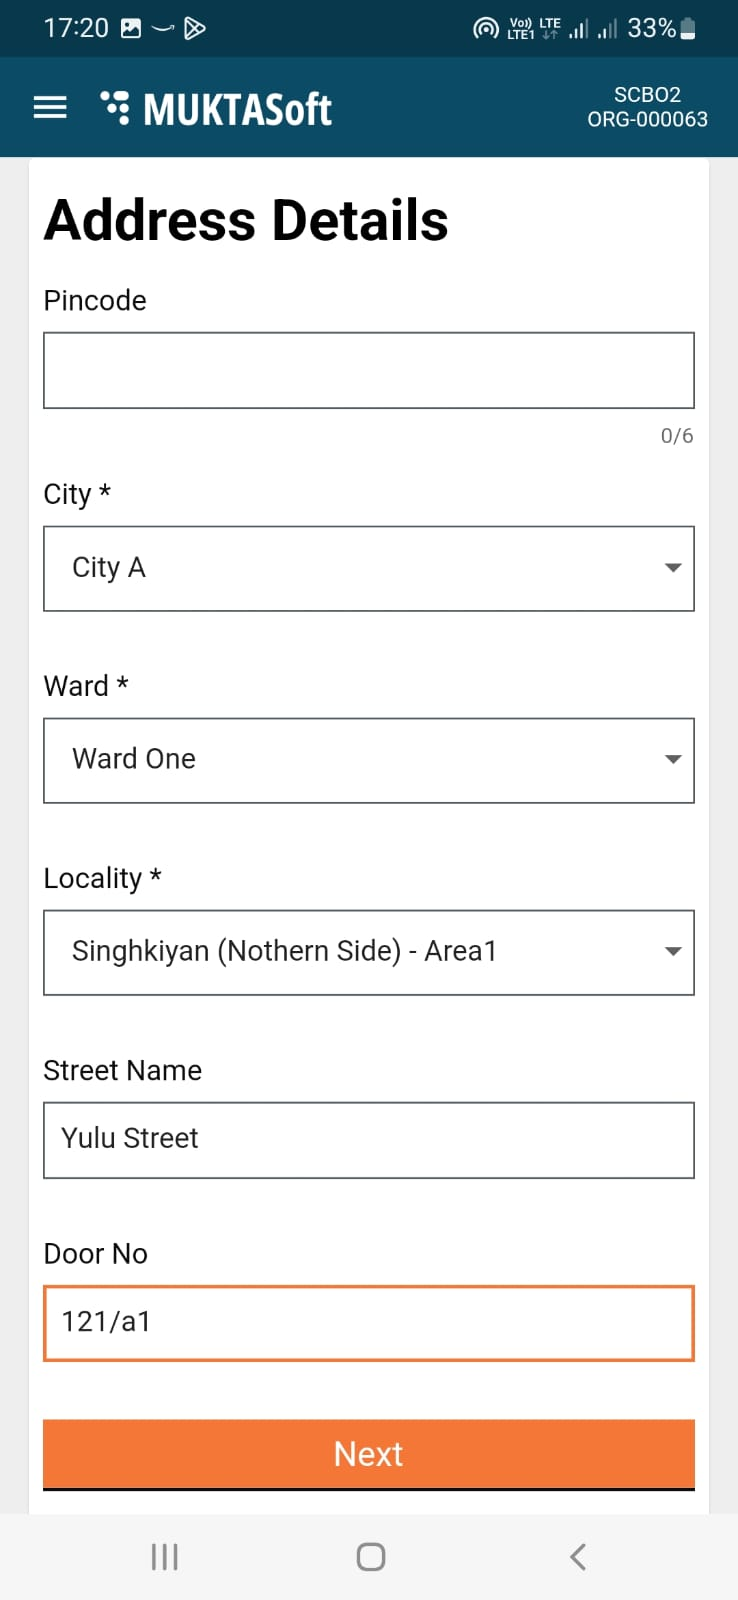 17:20 Vo)) LTE 33%
LTE1
MUKTASoft
SCBO2
ORG-000063
Address Details
Pincode
0/6
City *
City A
Ward *
Ward One
Locality *
Singhkiyan (Nothern Side) - Area1
Street Name
Yulu Street
Door No
121/a1
Next